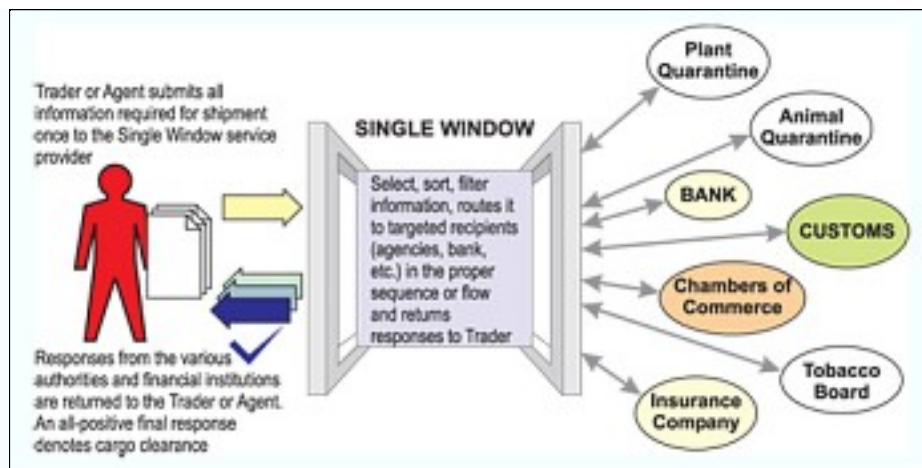 Trader or Agent submits all
information required for shipment
once to the Single Window service
provider
SINGLE WINDOW
Select, sort, filter
information, routes it
to targeted recipients
(agencies, bank,
etc.) in the proper
sequence or flow
and returns
responses to Trader
Responses from the various
authorities and financial institutions
are returned to the Trader or Agent.
An all-positive final response
denotes cargo clearance
Plant
Quarantine
Animal
Quarantine
BANK
CUSTOMS
Chambers of
Commerce
Tobacco
Board
Insurance
Company